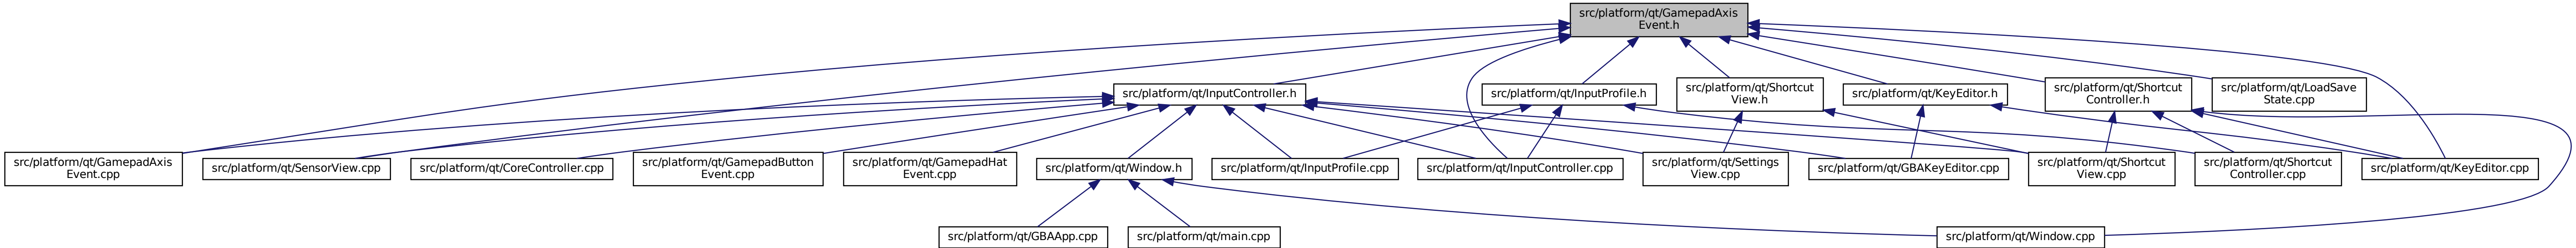 src/platform/qt/GamepadAxis
Event.h
src/platform/qt/InputController.h
src/platform/qt/InputProfile.h
src/platform/qt/Shortcut
View.h
src/platform/qt/KeyEditor.h
src/platform/qt/Shortcut
Controller.h
src/platform/qt/LoadSave
State.cpp
src/platform/qt/GamepadAxis
Event.cpp
src/platform/qt/SensorView.cpp
src/platform/qt/CoreController.cpp
src/platform/qt/GamepadButton
Event.cpp
src/platform/qt/GamepadHat
Event.cpp
src/platform/qt/Window.h
src/platform/qt/InputProfile.cpp
src/platform/qt/InputController.cpp
src/platform/qt/Settings
View.cpp
src/platform/qt/GBAKeyEditor.cpp
src/platform/qt/Shortcut
View.cpp
src/platform/qt/Shortcut
Controller.cpp
src/platform/qt/KeyEditor.cpp
src/platform/qt/GBAApp.cpp
src/platform/qt/main.cpp
src/platform/qt/Window.cpp